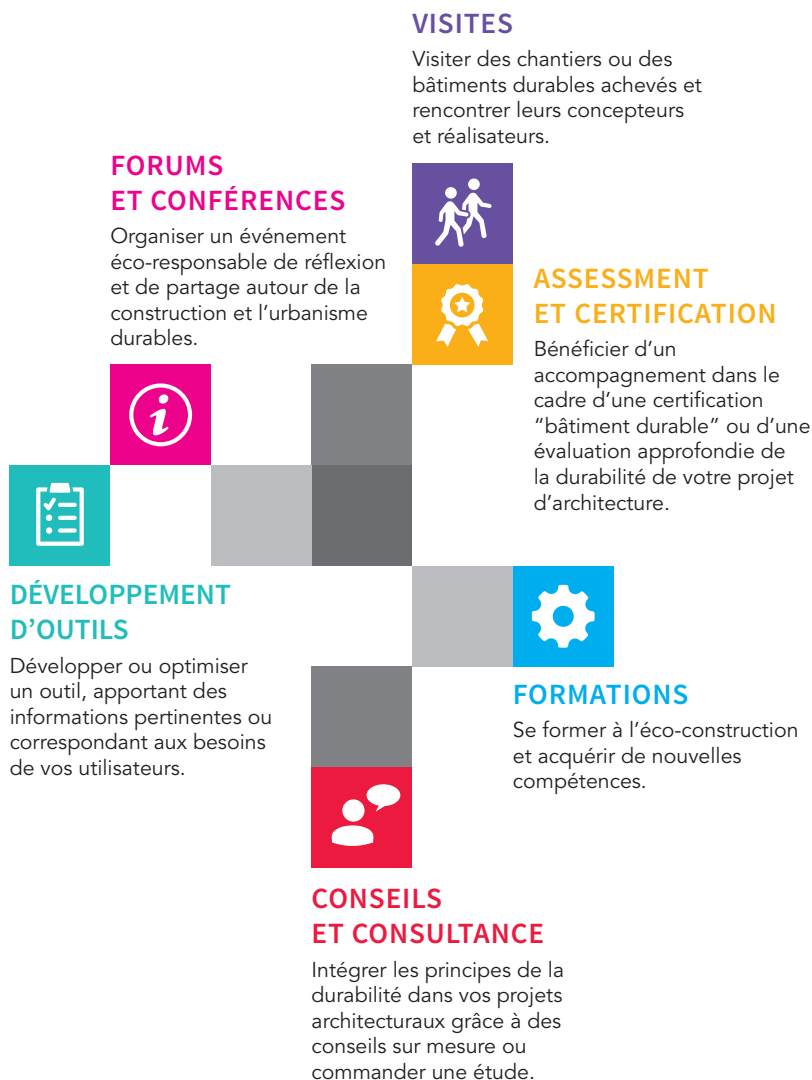 VISITES
Visiter des chantiers ou des
bâtiments durables achevés et
rencontrer leurs concepteurs
et réalisateurs.
FORUMS
ET CONFÉRENCES
Organiser un événement
éco-responsable de réflexion
et de partage autour de la
construction et l’urbanisme
durables.
ASSESSMENT
ET CERTIFICATION
Bénéficier d’un
accompagnement dans le
cadre d’une certification
“bâtiment durable” ou d’une
évaluation approfondie de
la durabilité de votre projet
d’architecture.
DÉVELOPPEMENT
D’OUTILS
Développer ou optimiser
un outil, apportant des
informations pertinentes ou
correspondant aux besoins
de vos utilisateurs.
FORMATIONS
Se former à l’éco-construction
et acquérir de nouvelles
compétences.
CONSEILS
ET CONSULTANCE
Intégrer les principes de la
durabilité dans vos projets
architecturaux grâce à des
conseils sur mesure ou
commander une étude.